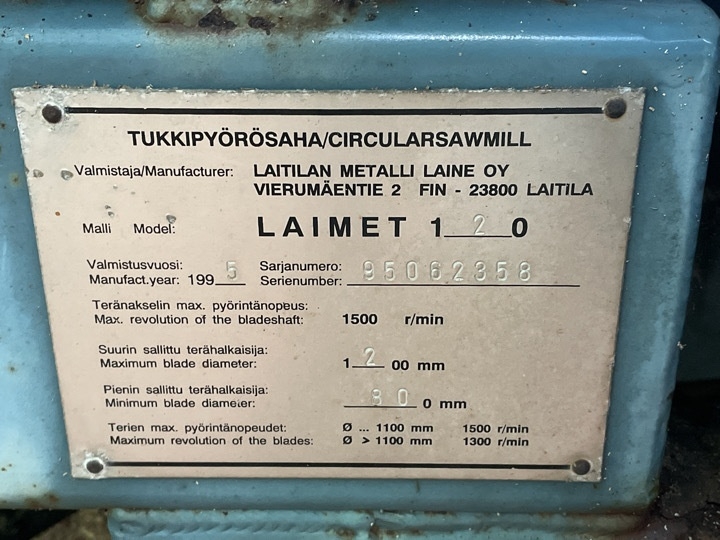 TUKKIPYÖRÖSAHA/CIRCULARSAWMILL
Valmistaja/Manufacturer: LAITILAN METALLI LAINE OY
VIERUMÄENTIE 2 FIN - 23800 LAITILA
Malli Model: LAIMET 120
Valmistusvuosi: Sarjanumero:
Manufact.year: 1995 Serienumber: 95062358
Teränakselin max. pyörintänopeus:
Max. revolution of the bladeshaft: 1500 r/min
Suurin sallittu terähalkaisija:
Maximum blade diameter: 1200 mm
Pienin sallittu terähalkaisija:
Minimum blade diameter: 800 mm
Terien max. pyörintänopeudet: Ø ... 1100 mm 1500 r/min
Maximum revolution of the blades: Ø > 1100 mm 1300 r/min